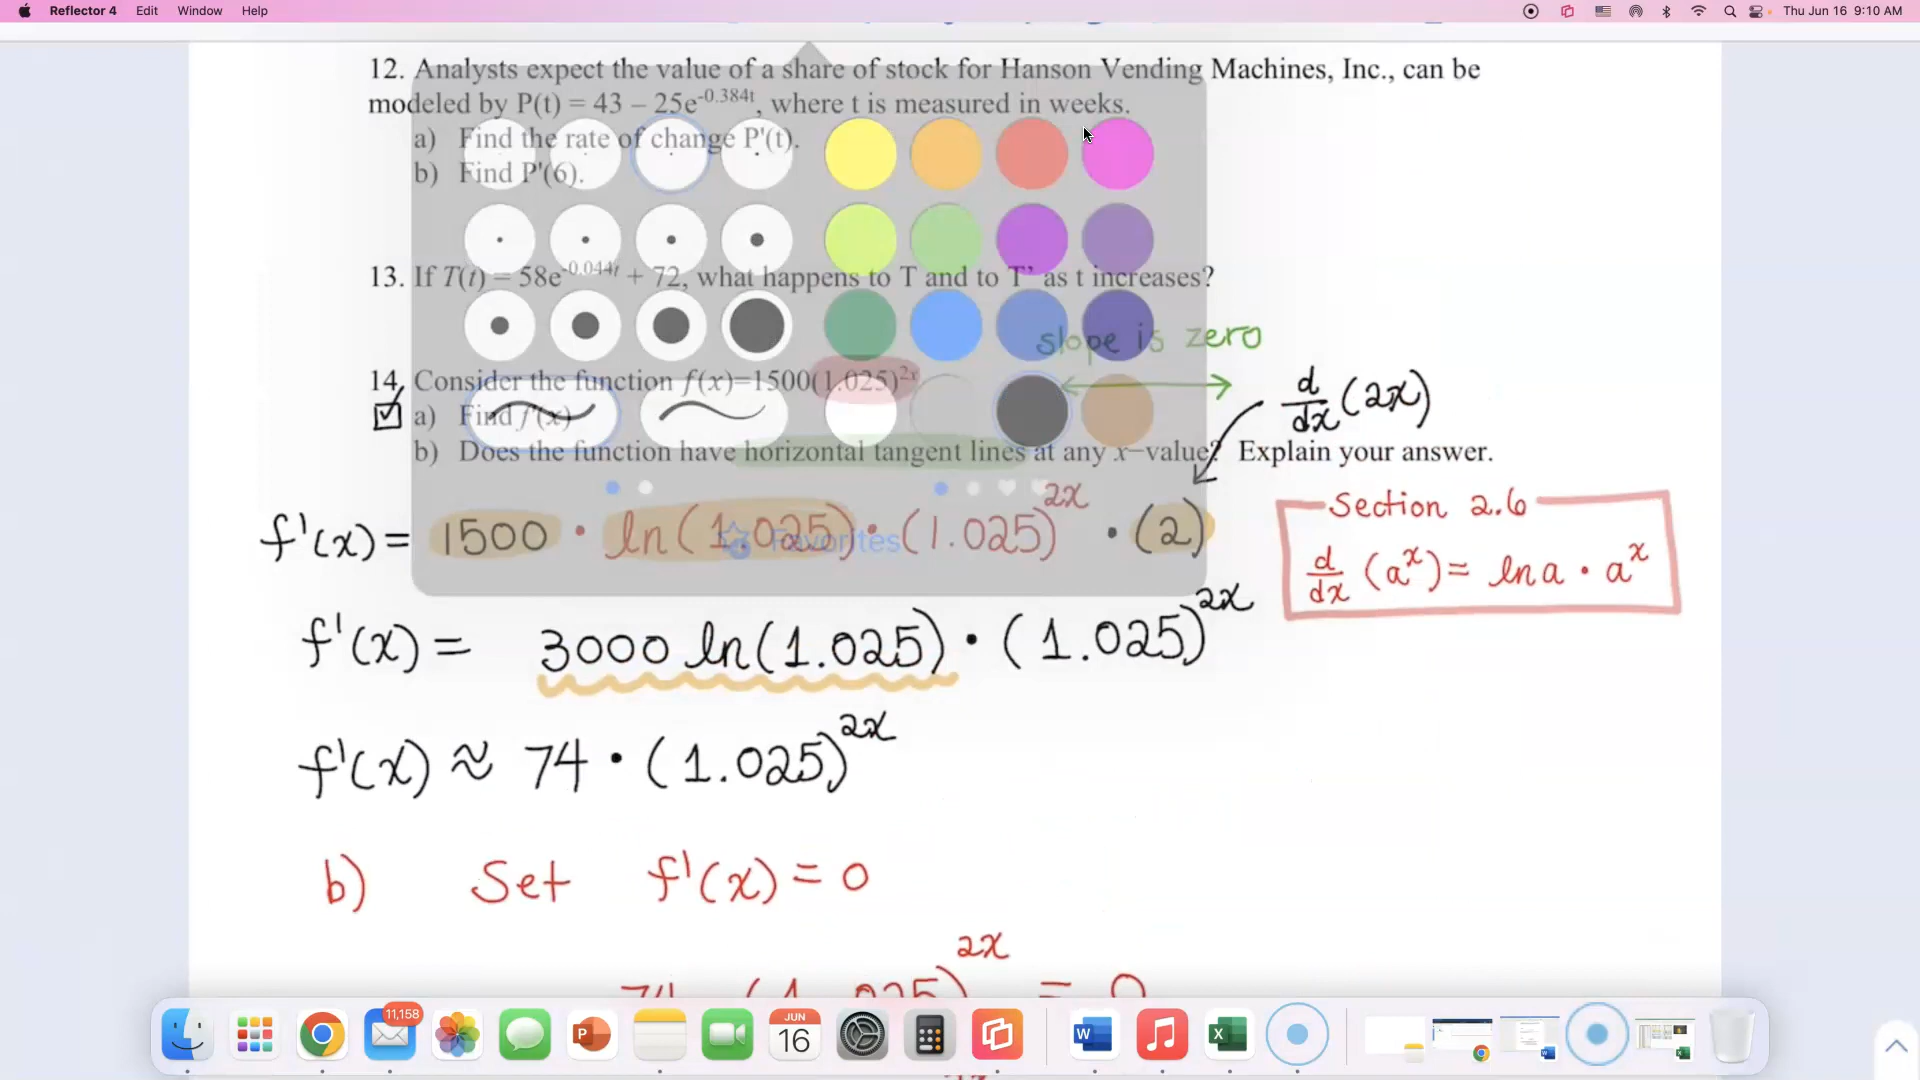 Reflector 4 Edit Window Help
Thu Jun 16 9:10 AM
12. Analysts expect the value of a share of stock for Hanson Vending Machines, Inc., can be
modeled by P(t) = 43 – 25e^-0.384t, where t is measured in weeks.
a) Find the rate of change P'(t).
b) Find P'(6).
13. If T(t) = 58e^-0.044t + 72, what happens to T and to T' as t increases?
slope is zero
14. Consider the function f(x)=1500(1.025)^2x
d/dx (2x)
a) Find f'(x)
b) Does the function have horizontal tangent lines at any x-value? Explain your answer.
f'(x) = 1500 · ln(1.025) · (1.025)^2x · (2)
Section 2.6
d/dx (a^x) = ln a · a^x
Favorites
f'(x) = 3000 ln(1.025) · (1.025)^2x
f'(x) ≈ 74 · (1.025)^2x
b) Set f'(x) = 0
74 (1.025)^2x = 0
11,158
JUN
16